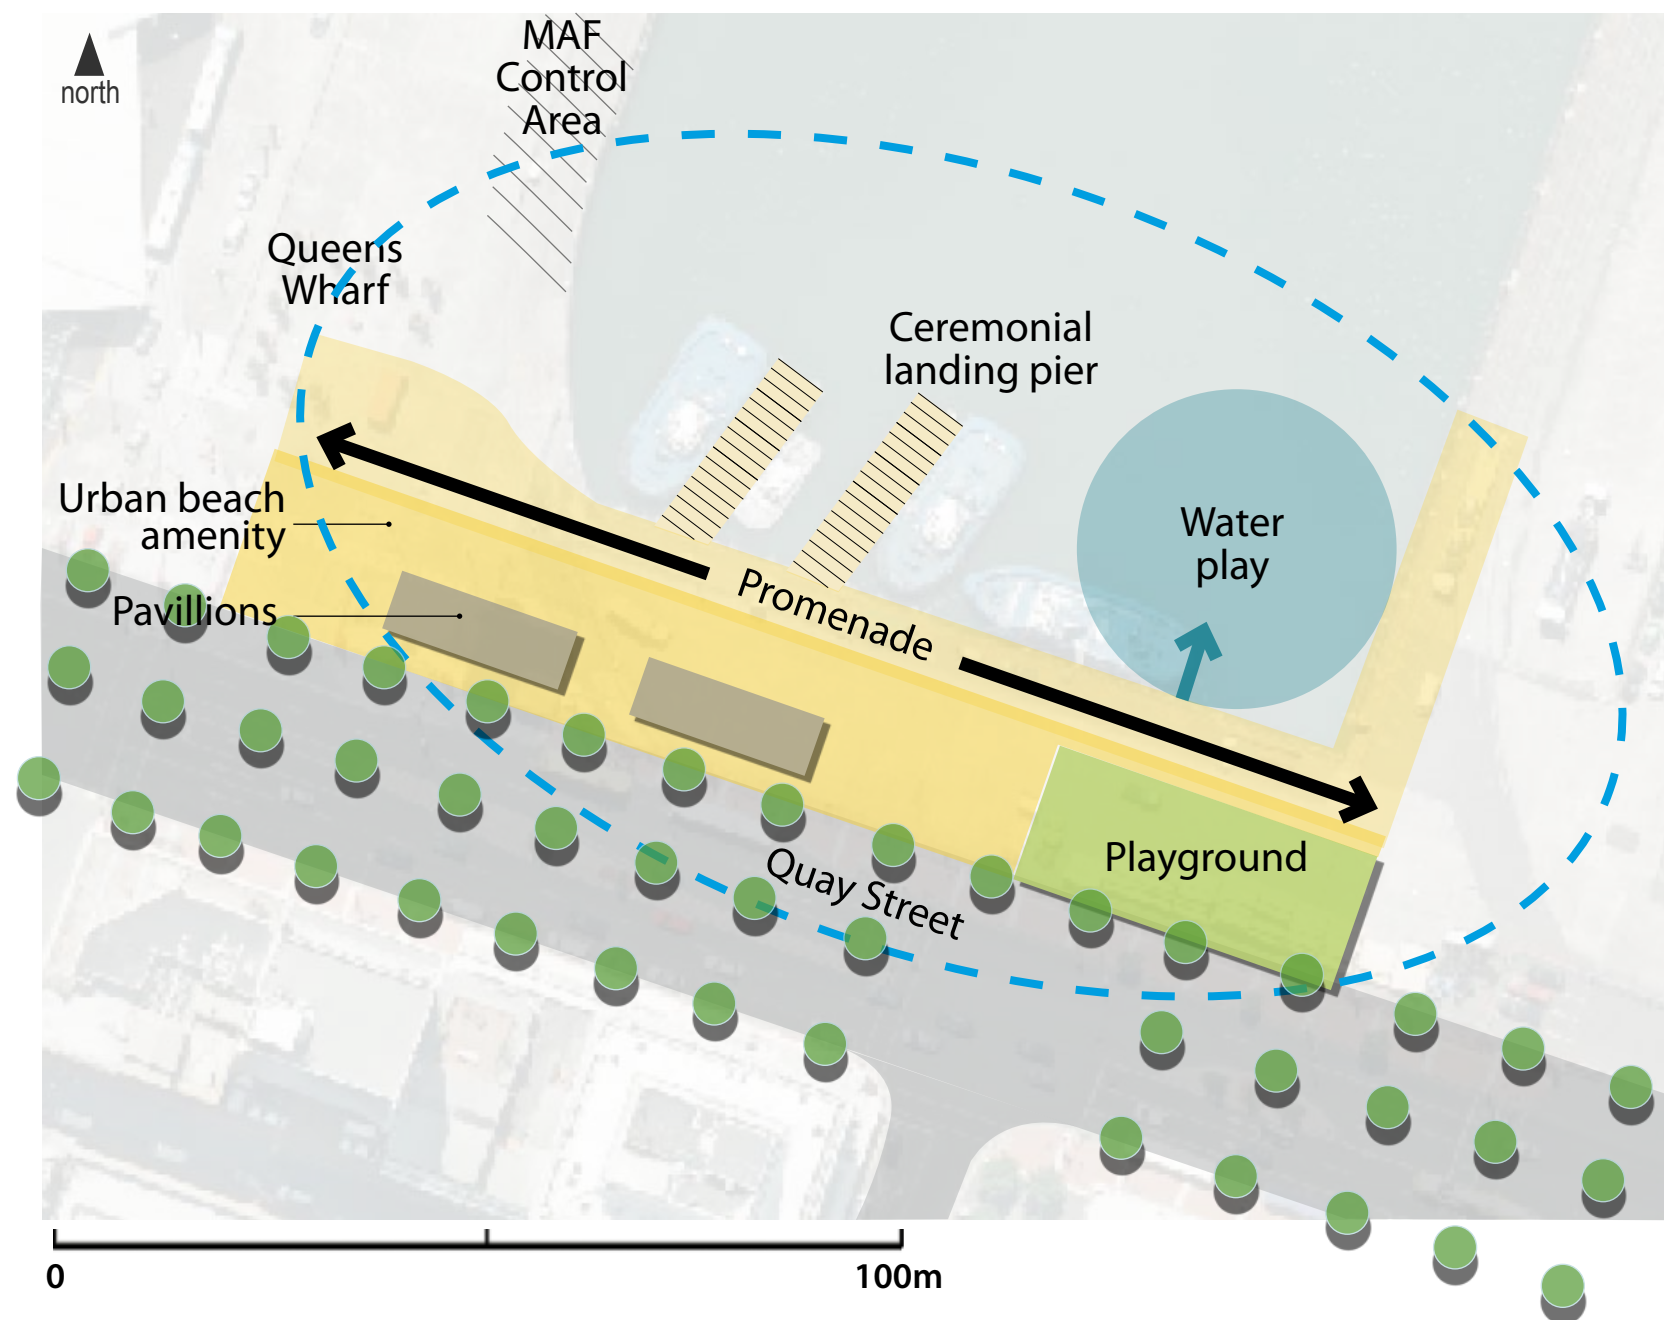 MAF
Control
Area
north
Queens
Wharf
Ceremonial
landing pier
Urban beach
amenity
Water
play
Pavillions
Promenade
Playground
Quay Street
0
100m